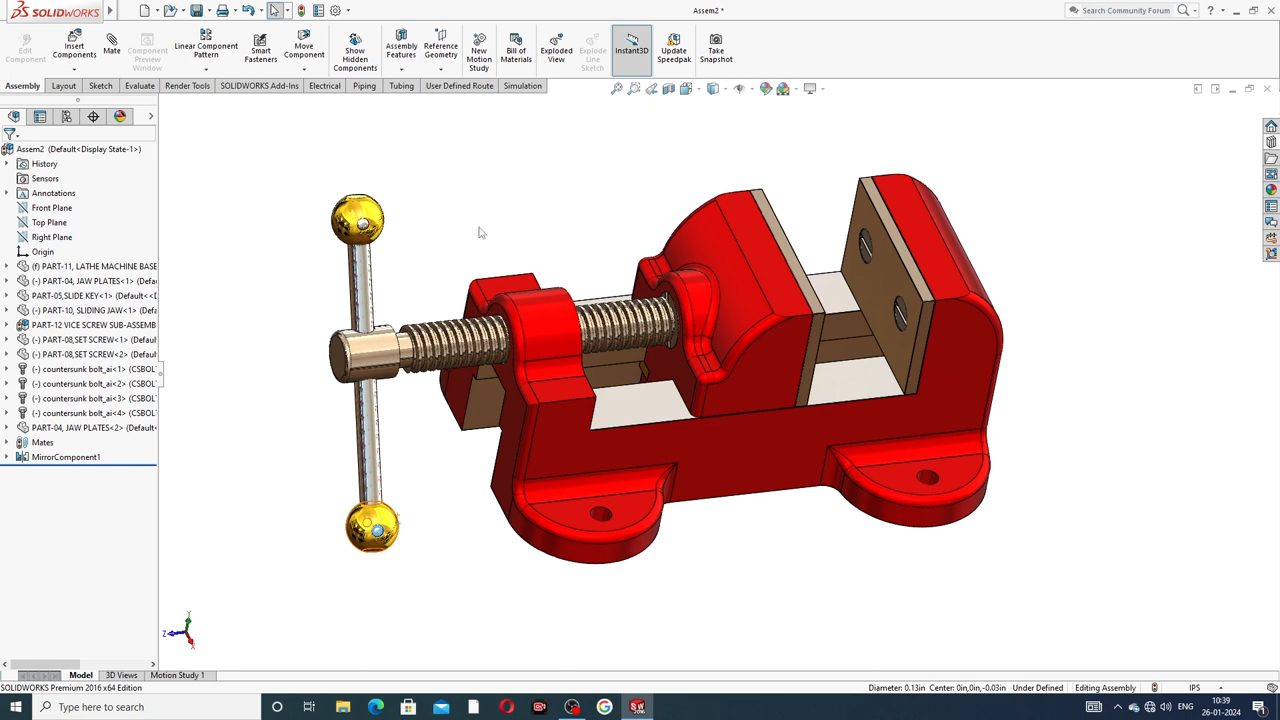 SOLIDWORKS
Assem2 *
Search Community Forum
Edit Component
Insert Components
Mate
Component Preview Window
Linear Component Pattern
Smart Fasteners
Move Component
Show Hidden Components
Assembly Features
Reference Geometry
New Motion Study
Bill of Materials
Exploded View
Explode Line Sketch
Instant3D
Update Speedpak
Take Snapshot
Assembly
Layout
Sketch
Evaluate
Render Tools
SOLIDWORKS Add-Ins
Electrical
Piping
Tubing
User Defined Route
Simulation
Assem2 (Default<Display State-1>)
History
Sensors
Annotations
Front Plane
Top Plane
Right Plane
Origin
(f) PART-11, LATHE MACHINE BASE
(-) PART-04, JAW PLATES<1> (Defau
PART-05,SLIDE KEY<1> (Default<<D
(-) PART-10, SLIDING JAW<1> (Defa
PART-12 VICE SCREW SUB-ASSEMB
(-) PART-08,SET SCREW<1> (Default
(-) PART-08,SET SCREW<2> (Default
(-) countersunk bolt_ai<1> (CSBOL
(-) countersunk bolt_ai<2> (CSBOL
(-) countersunk bolt_ai<3> (CSBOL
(-) countersunk bolt_ai<4> (CSBOL
PART-04, JAW PLATES<2> (Default<
Mates
MirrorComponent1
Y
Z
X
Model
3D Views
Motion Study 1
SOLIDWORKS Premium 2016 x64 Edition
Diameter: 0.13in Center: 0in,0in,-0.03in
Under Defined
Editing Assembly
IPS
Type here to search
ENG
10:39
26-01-2024